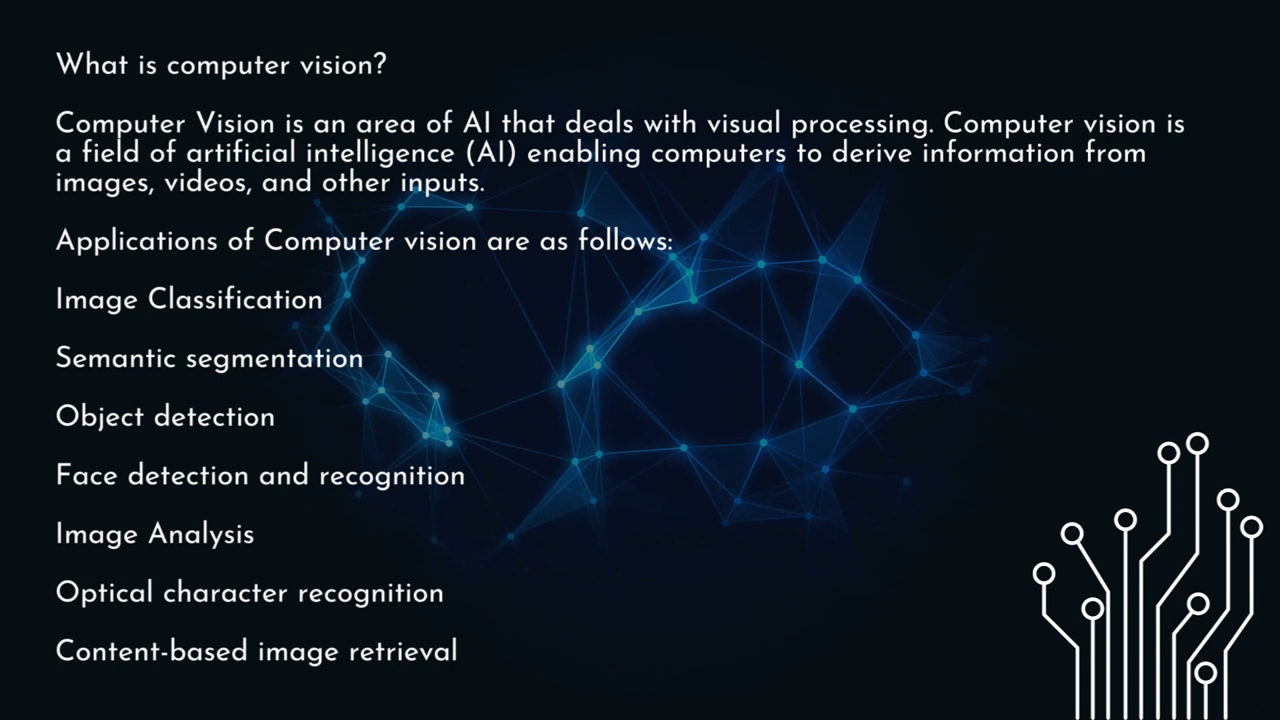 What is computer vision?
Computer Vision is an area of AI that deals with visual processing. Computer vision is
a field of artificial intelligence (AI) enabling computers to derive information from
images, videos, and other inputs.
Applications of Computer vision are as follows:
Image Classification
Semantic segmentation
Object detection
Face detection and recognition
Image Analysis
Optical character recognition
Content-based image retrieval